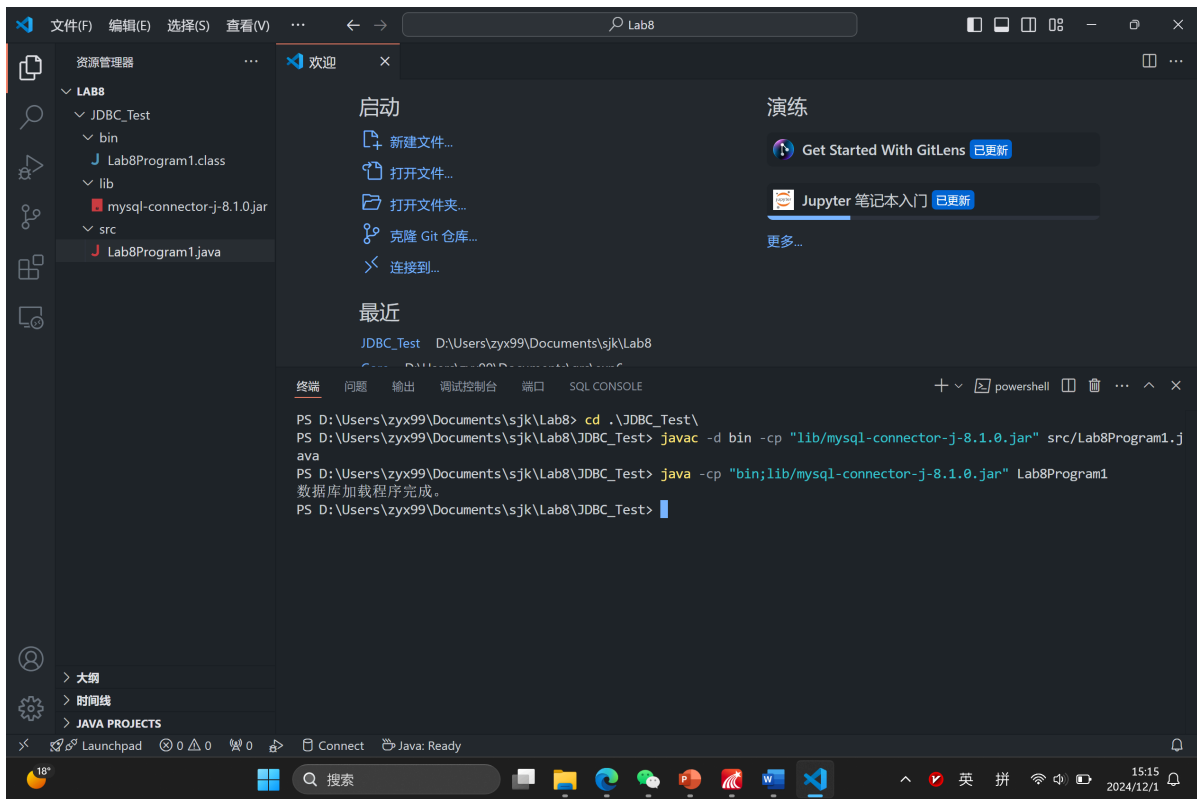 文件(F) 编辑(E) 选择(S) 查看(V) ··· Lab8
资源管理器 ···
LAB8
JDBC_Test
bin
Lab8Program1.class
lib
mysql-connector-j-8.1.0.jar
src
Lab8Program1.java
大纲
时间线
JAVA PROJECTS
欢迎
启动
新建文件...
打开文件...
打开文件夹...
克隆 Git 仓库...
连接到...
最近
JDBC_Test D:\Users\zyx99\Documents\sjk\Lab8
演练
Get Started With GitLens 已更新
Jupyter 笔记本入门 已更新
更多...
终端 问题 输出 调试控制台 端口 SQL CONSOLE powershell
PS D:\Users\zyx99\Documents\sjk\Lab8> cd .\JDBC_Test\
PS D:\Users\zyx99\Documents\sjk\Lab8\JDBC_Test> javac -d bin -cp "lib/mysql-connector-j-8.1.0.jar" src/Lab8Program1.j
ava
PS D:\Users\zyx99\Documents\sjk\Lab8\JDBC_Test> java -cp "bin;lib/mysql-connector-j-8.1.0.jar" Lab8Program1
数据库加载程序完成。
PS D:\Users\zyx99\Documents\sjk\Lab8\JDBC_Test>
Launchpad 0 0 0 Connect Java: Ready
18° 搜索 英 拼 15:15
2024/12/1